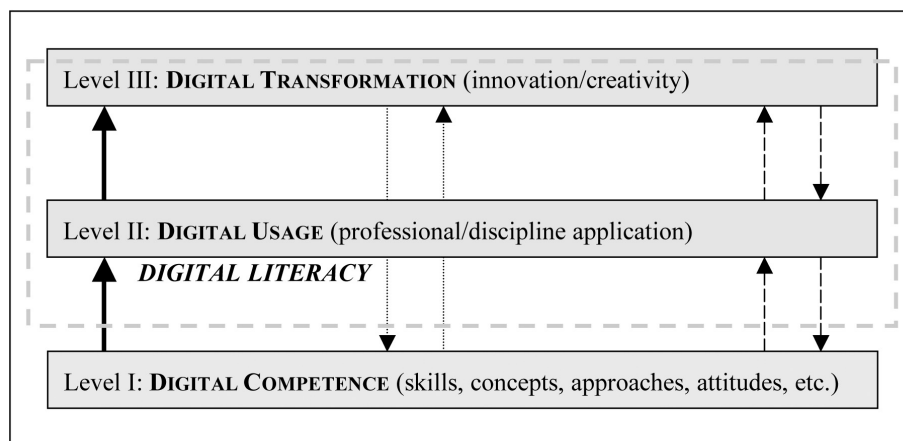 Level III: DIGITAL TRANSFORMATION (innovation/creativity)
Level II: DIGITAL USAGE (professional/discipline application)
DIGITAL LITERACY
Level I: DIGITAL COMPETENCE (skills, concepts, approaches, attitudes, etc.)